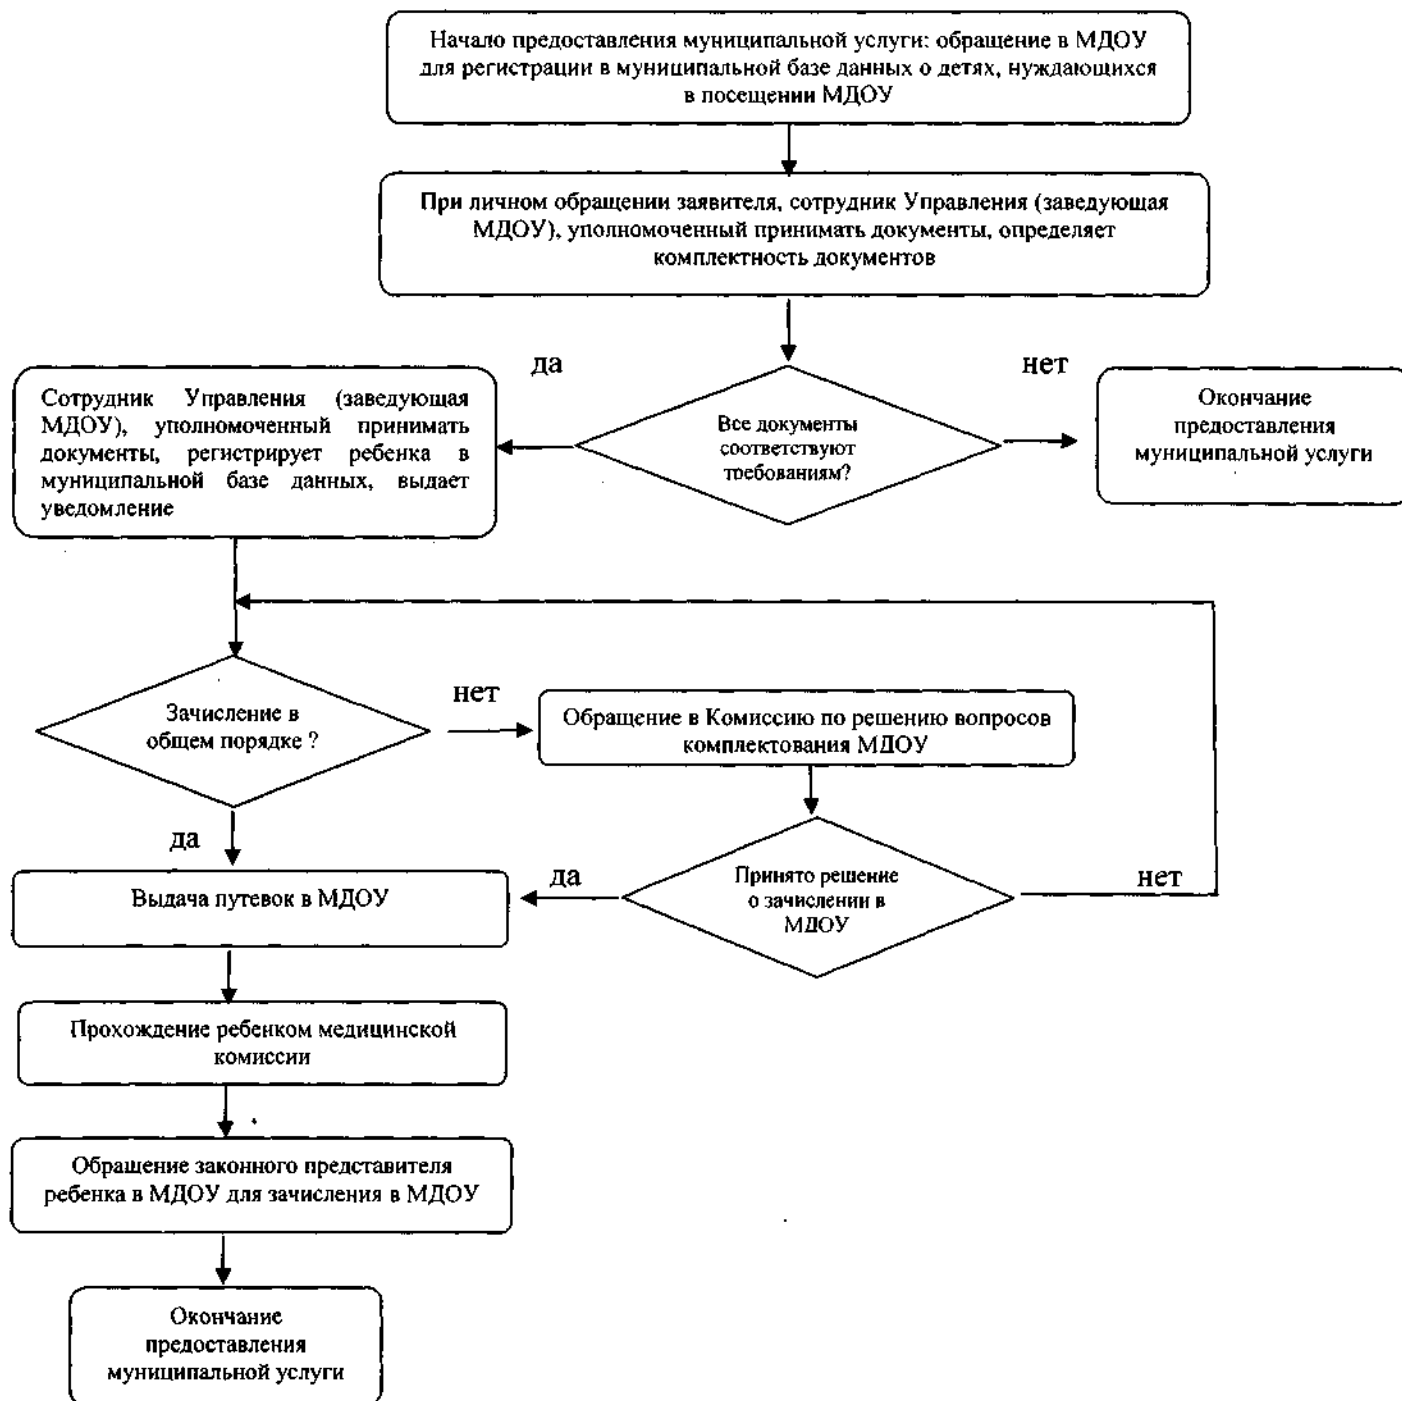 Начало предоставления муниципальной услуги: обращение в МДОУ
для регистрации в муниципальной базе данных о детях, нуждающихся
в посещении МДОУ
При личном обращении заявителя, сотрудник Управления (заведующая
МДОУ), уполномоченный принимать документы, определяет
комплектность документов
да
нет
Сотрудник Управления (заведующая
МДОУ), уполномоченный принимать
документы, регистрирует ребенка в
муниципальной базе данных, выдает
уведомление
Все документы
соответствуют
требованиям?
Окончание
предоставления
муниципальной услуги
Зачисление в
общем порядке ?
нет
Обращение в Комиссию по решению вопросов
комплектования МДОУ
да
Выдача путевок в МДОУ
да
Принято решение
о зачислении в
МДОУ
нет
Прохождение ребенком медицинской
комиссии
Обращение законного представителя
ребенка в МДОУ для зачисления в МДОУ
Окончание
предоставления
муниципальной услуги